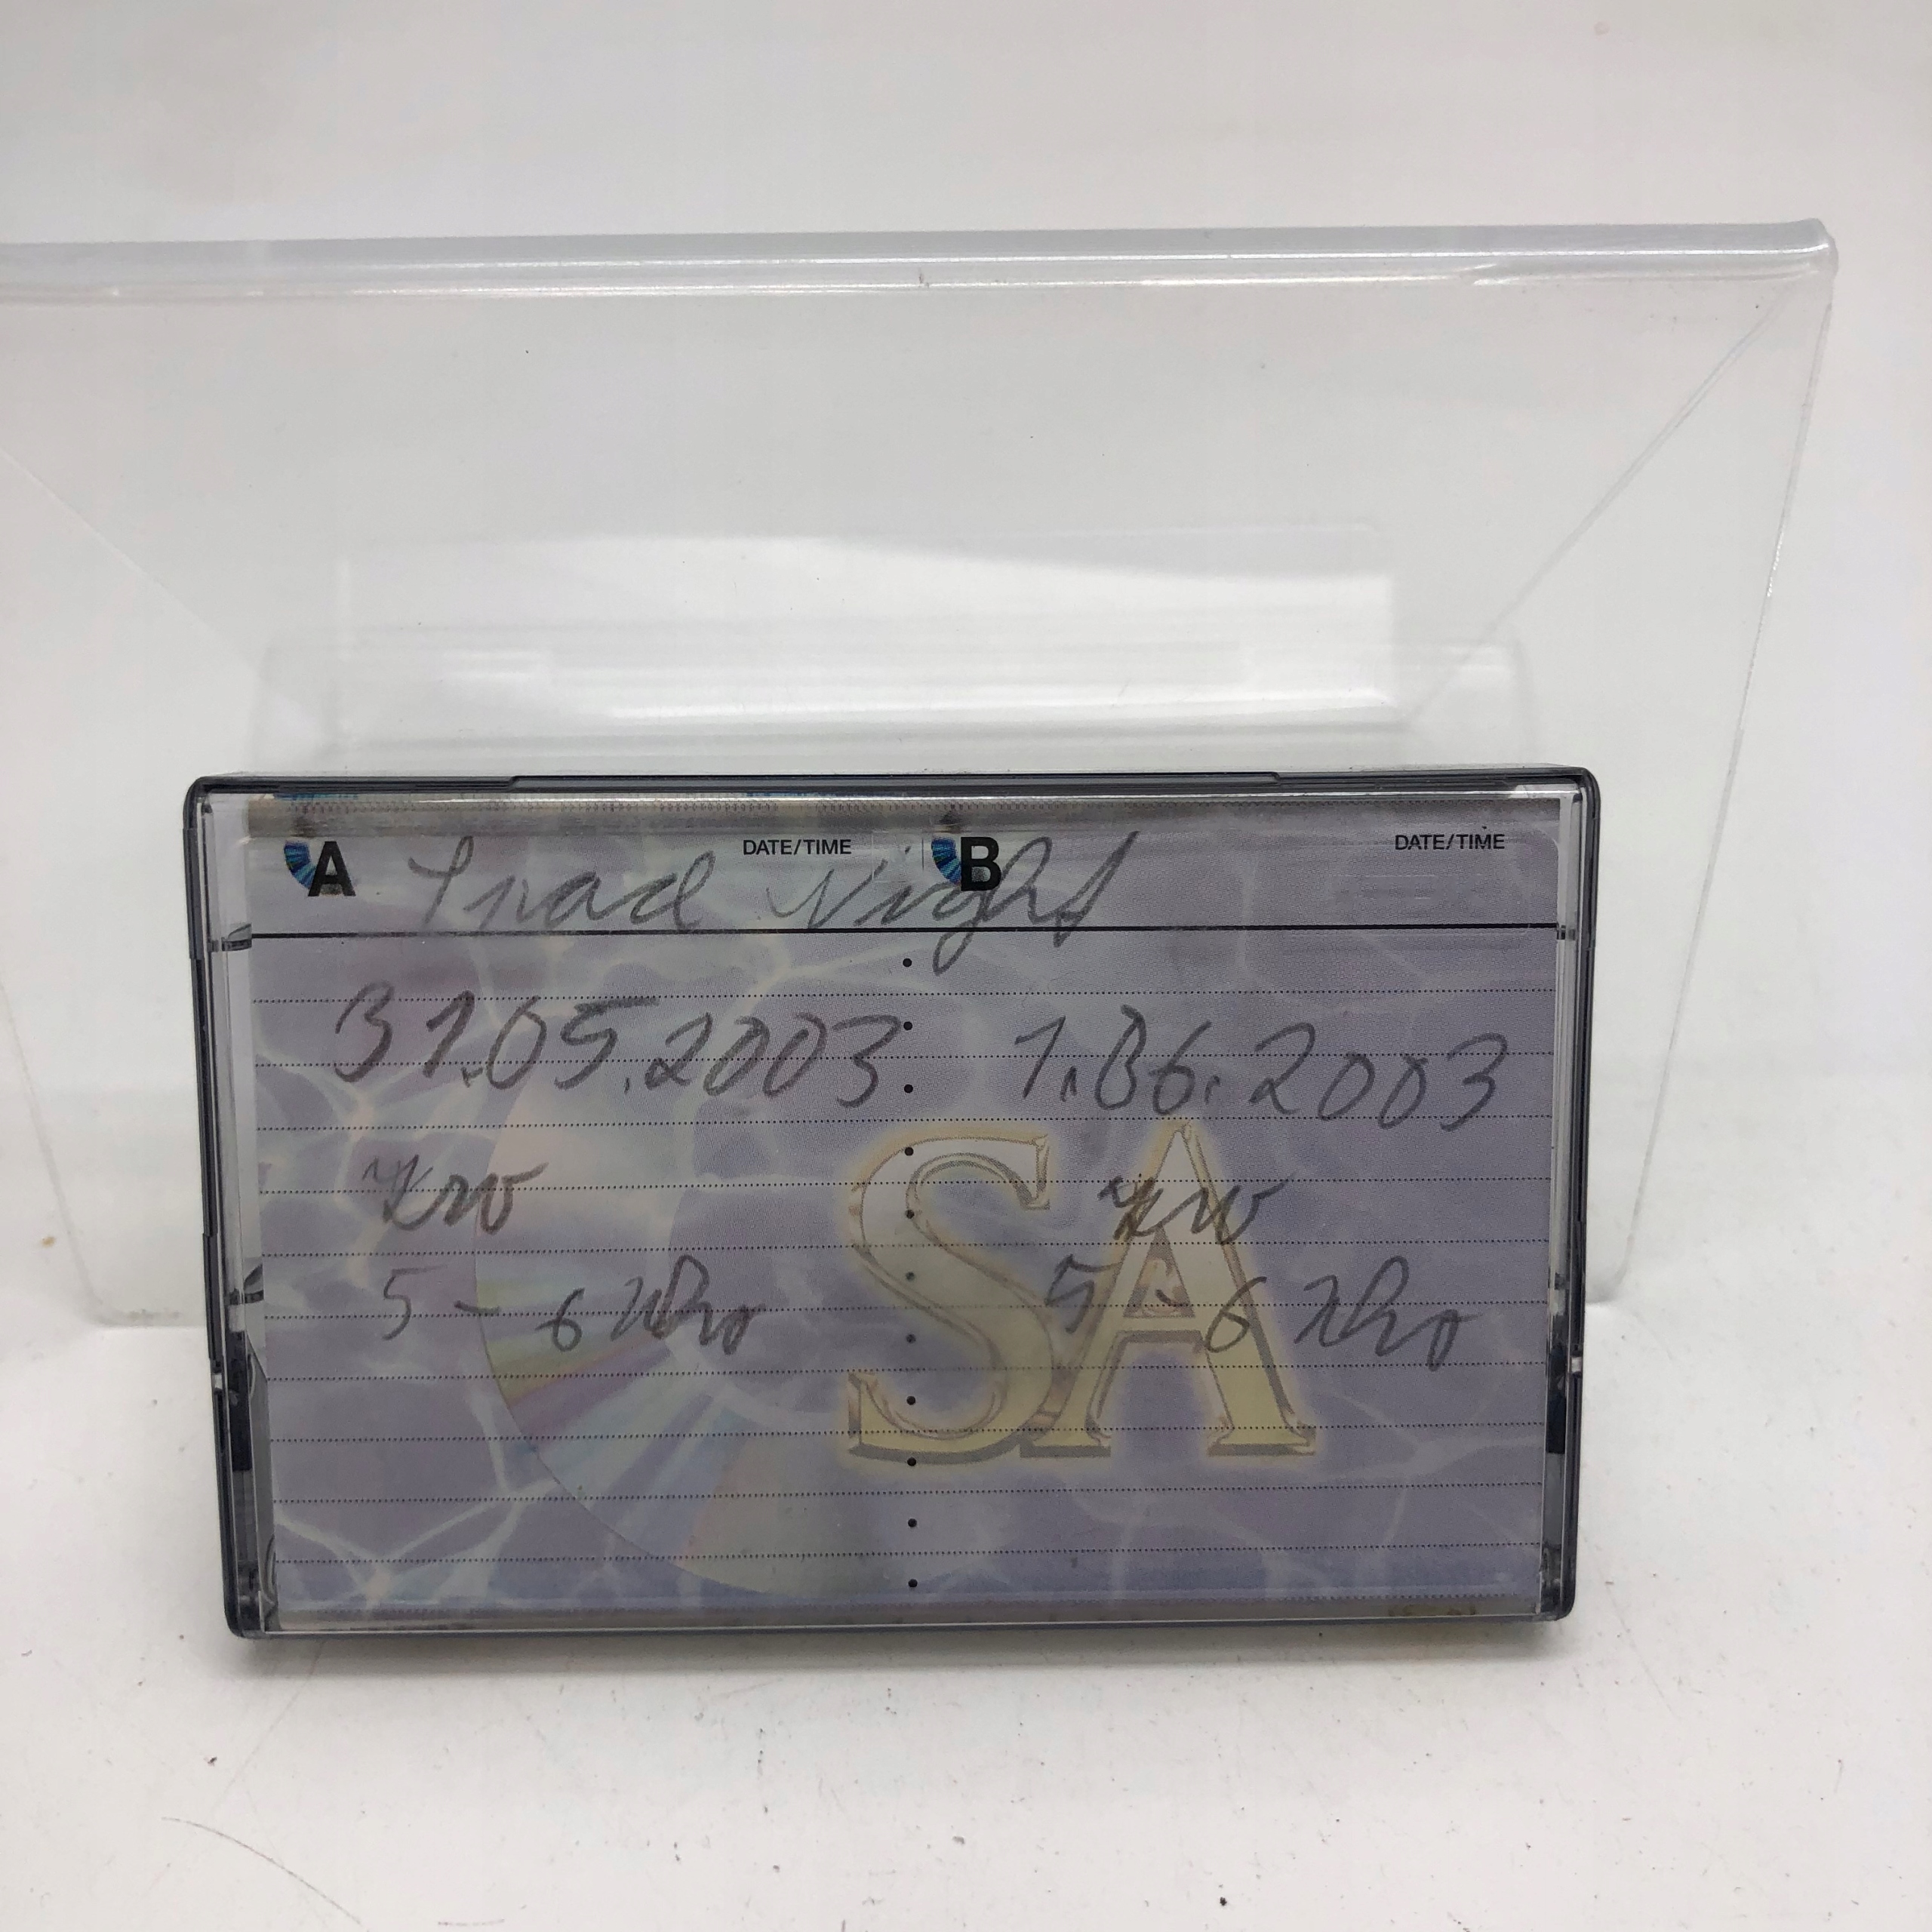 A DATE/TIME B DATE/TIME
Trad Night
31.05.2003 1.06.2003
5 - 6 Uhr 5 - 6 Uhr
SA